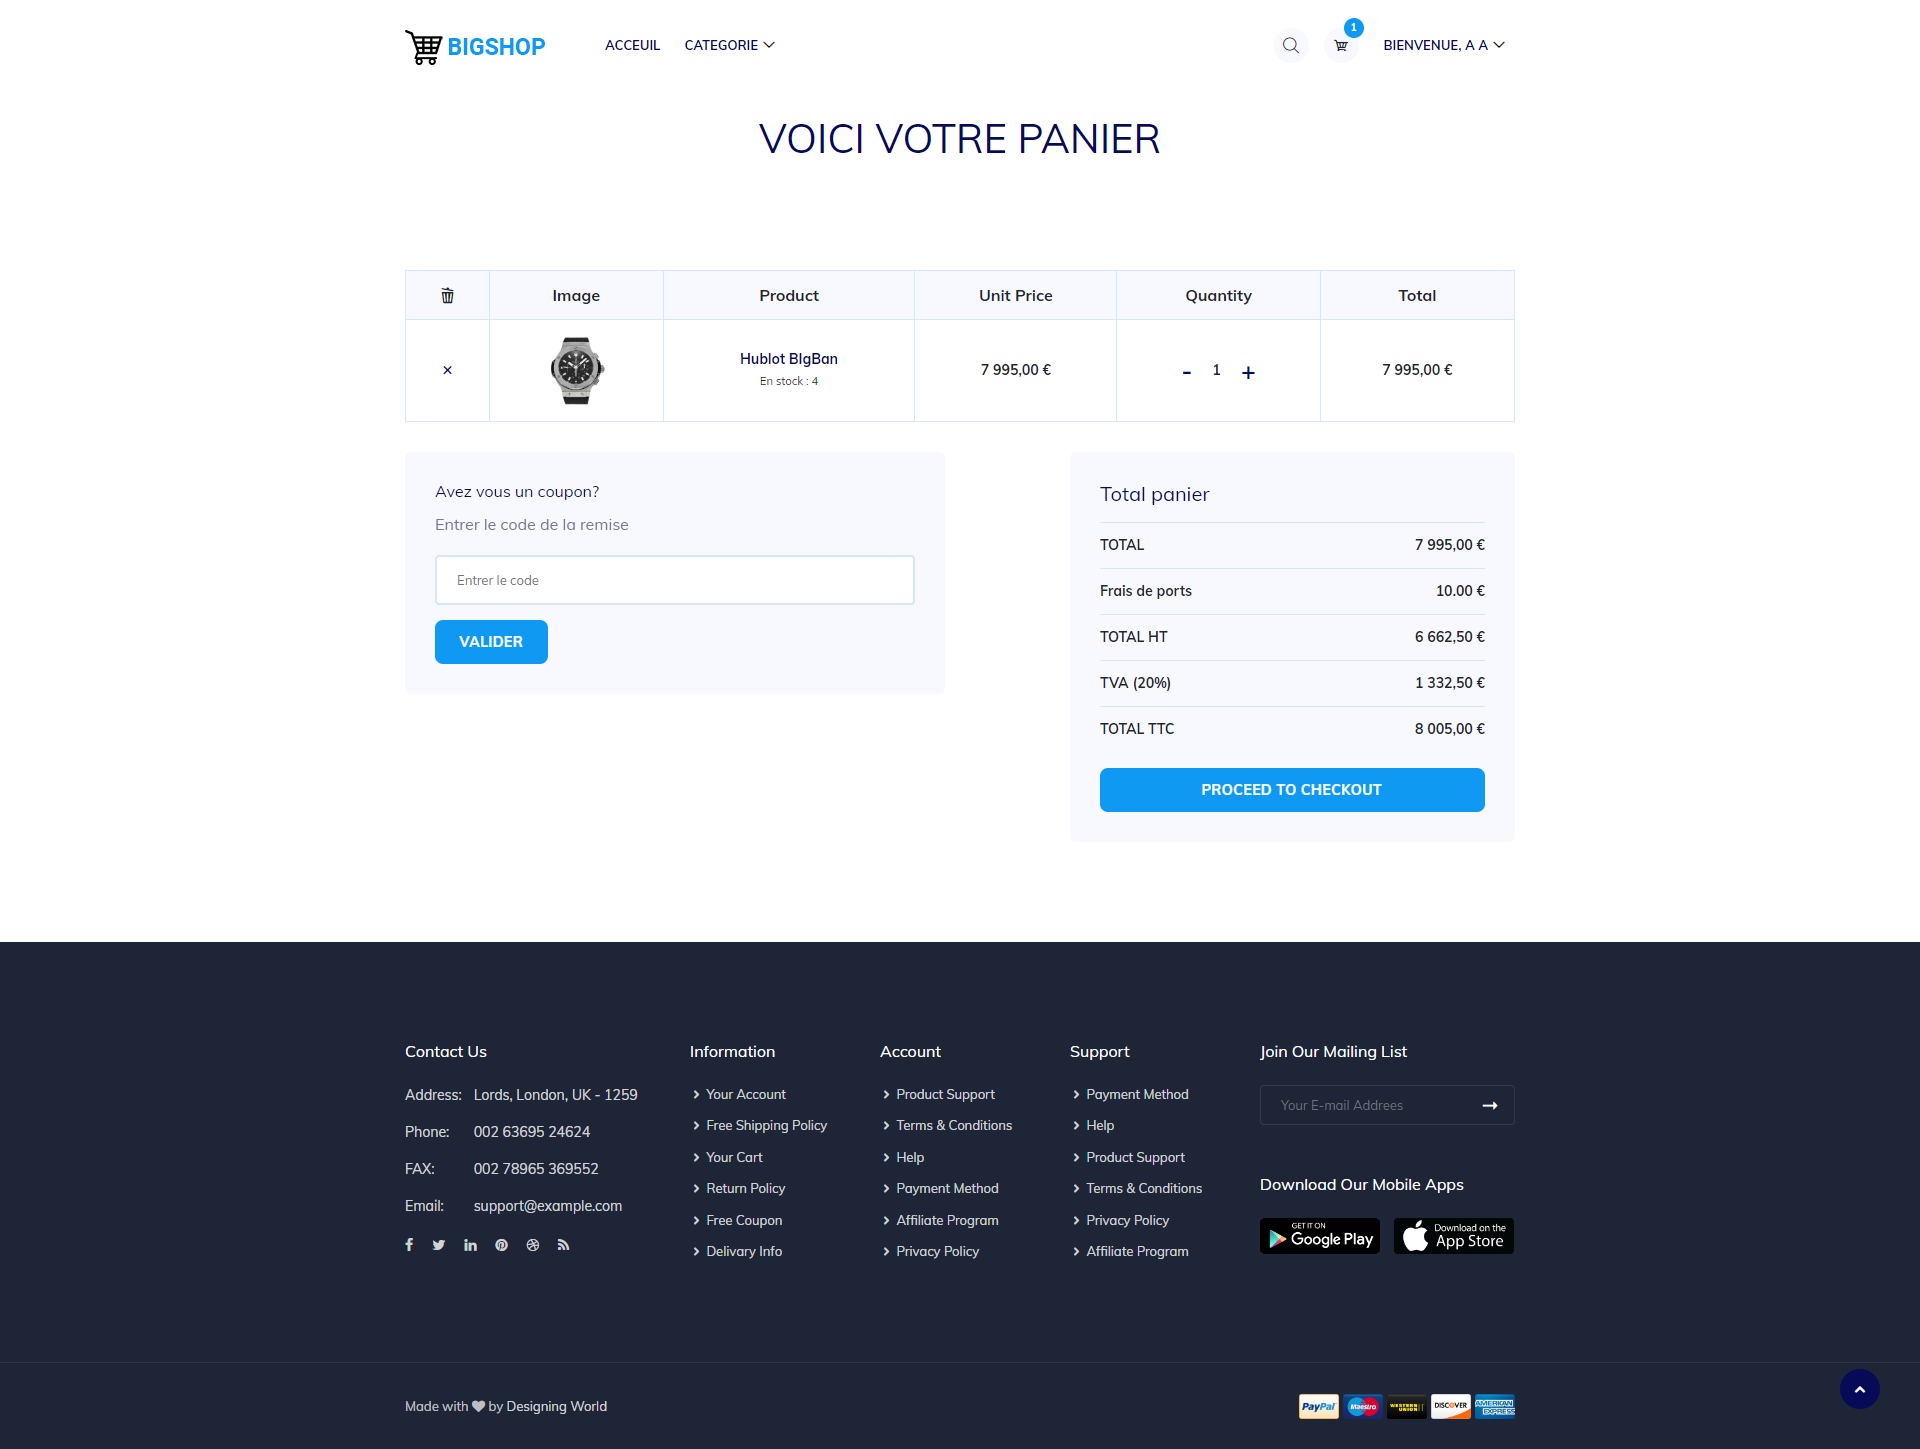 BIGSHOP
ACCEUIL
CATEGORIE
1
BIENVENUE, A A
VOICI VOTRE PANIER
Image
Product
Unit Price
Quantity
Total
×
Hublot BIgBan
En stock : 4
7 995,00 €
- 1 +
7 995,00 €
Avez vous un coupon?
Entrer le code de la remise
Entrer le code
VALIDER
Total panier
TOTAL 7 995,00 €
Frais de ports 10.00 €
TOTAL HT 6 662,50 €
TVA (20%) 1 332,50 €
TOTAL TTC 8 005,00 €
PROCEED TO CHECKOUT
Contact Us
Address: Lords, London, UK - 1259
Phone: 002 63695 24624
FAX: 002 78965 369552
Email: support@example.com
Information
Your Account
Free Shipping Policy
Your Cart
Return Policy
Free Coupon
Delivary Info
Account
Product Support
Terms & Conditions
Help
Payment Method
Affiliate Program
Privacy Policy
Support
Payment Method
Help
Product Support
Terms & Conditions
Privacy Policy
Affiliate Program
Join Our Mailing List
Your E-mail Addrees
Download Our Mobile Apps
GET IT ON
Google Play
Download on the
App Store
Made with by Designing World
PayPal
Maestro
WESTERN UNION
DISCOVER
AMERICAN EXPRESS